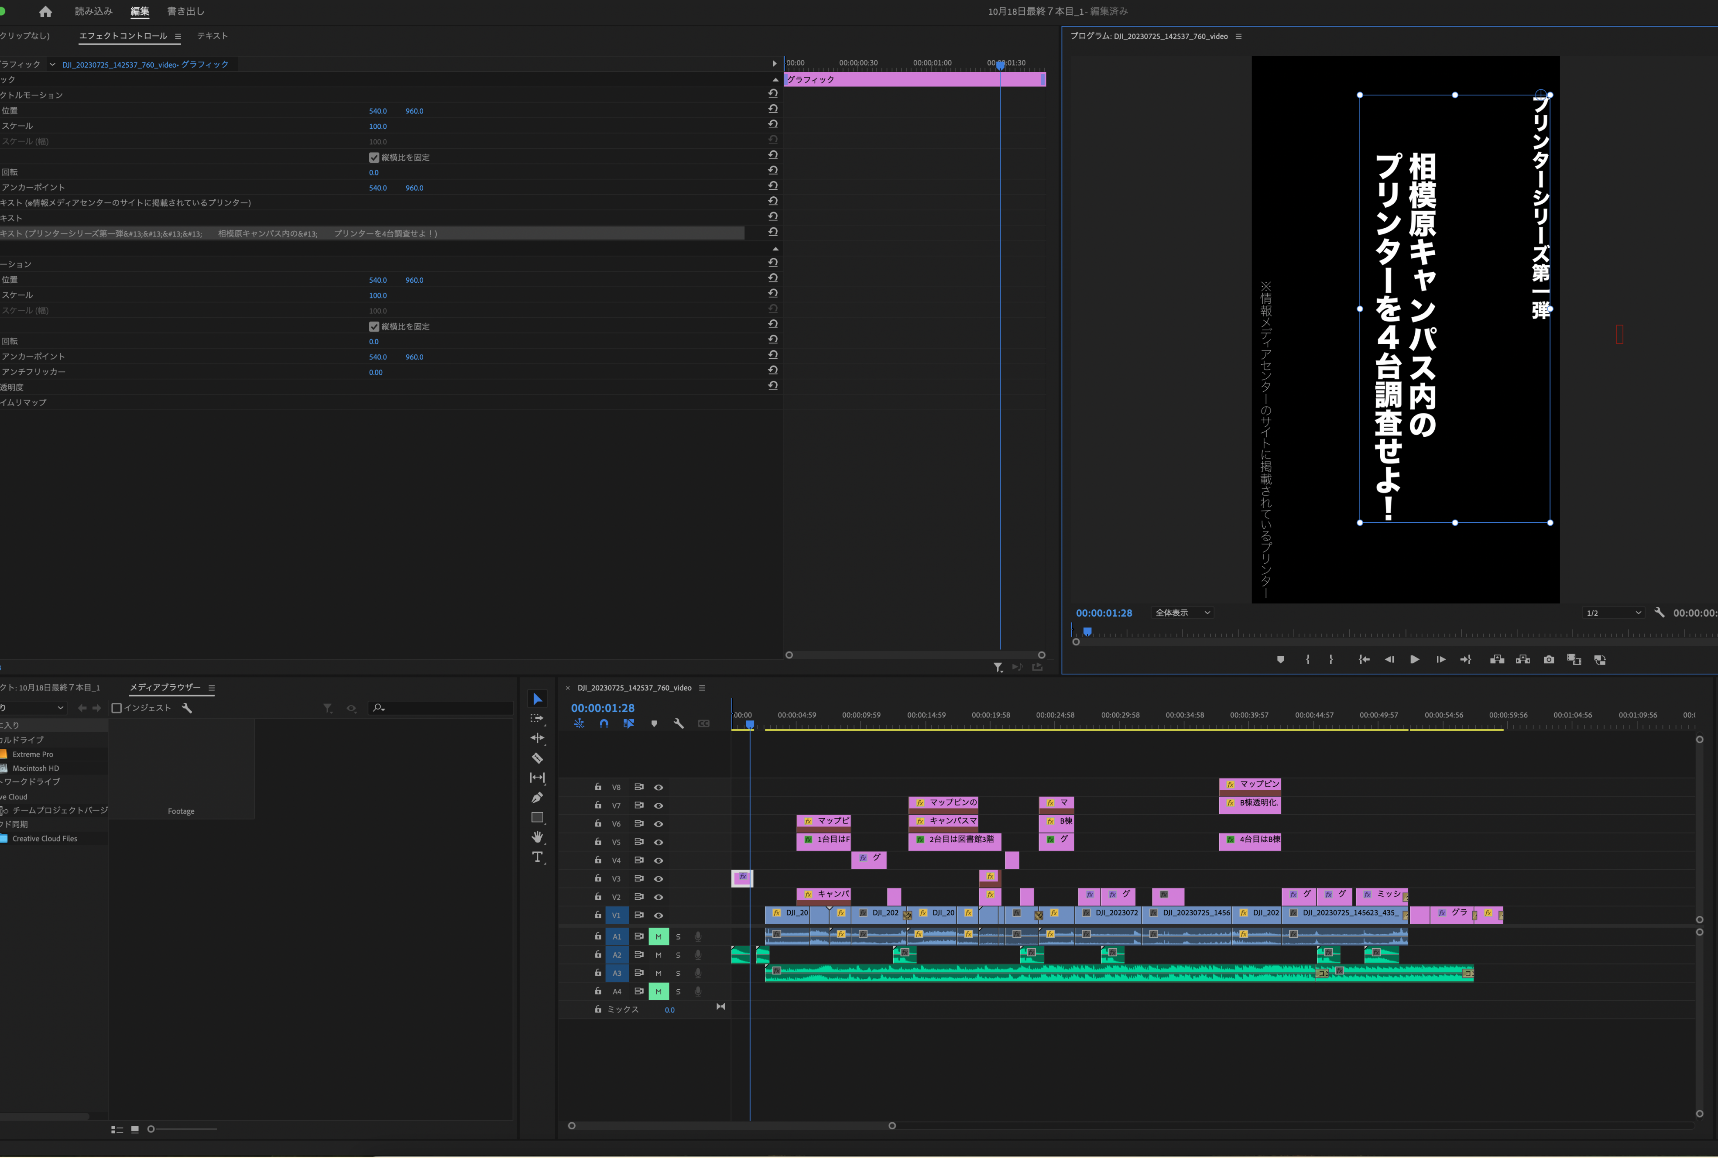 読み込み
編集
書き出し
10月18日最終７本目_1 - 編集済み
クリップなし)
エフェクトコントロール
テキスト
プログラム: DJI_20230725_142537_760_video
DJI_20230725_142537_760_video - グラフィック
00:00
00:00:00:30
00:00:01:00
00:00:01:30
グラフィック
ック
クトルモーション
位置
540.0 960.0
スケール
100.0
スケール (幅)
100.0
縦横比を固定
回転
0.0
アンカーポイント
540.0 960.0
キスト (※情報メディアセンターのサイトに掲載されているプリンター)
キスト
キスト (プリンターシリーズ第一弾&#13;&#13;&#13;&#13; 相模原キャンパス内の&#13; プリンターを4台調査せよ！)
ーション
位置
540.0 960.0
スケール
100.0
スケール (幅)
100.0
縦横比を固定
回転
0.0
アンカーポイント
540.0 960.0
アンチフリッカー
0.00
透明度
イムリマップ
プリンターシリーズ第一弾
相模原キャンパス内の
プリンターを４台調査せよ！
※情報メディアセンターのサイトに掲載されているプリンター
00:00:01:28
全体表示
1/2
00:00:00:
クト: 10月18日最終７本目_1
メディアブラウザー
インジェスト
に入り
カルドライブ
Extreme Pro
Macintosh HD
トワークドライブ
ve Cloud
チームプロジェクトバージ
ウド同期
Creative Cloud Files
Footage
DJI_20230725_142537_760_video
00:00:01:28
:00:00
00:00:04:59
00:00:09:59
00:00:14:59
00:00:19:58
00:00:24:58
00:00:29:58
00:00:34:58
00:00:39:57
00:00:44:57
00:00:49:57
00:00:54:56
00:00:59:56
00:01:04:56
00:01:09:56
V8
マップピン
V7
マップピンの
マ
B棟透明化.
V6
マップピ
キャンパスマ
B棟
V5
1台目はF
2台目は図書館3階
グ
4台目はB棟
V4
グ
V3
V2
キャンパ
グ
グ
グ
ミッシ
V1
DJI_20
DJI_202
DJI_20
DJI_2023072
DJI_20230725_1456
DJI_202
DJI_20230725_145623_435_
グラ
A1 M S
A2 M S
A3 M S
A4 M S
ミックス
0.0